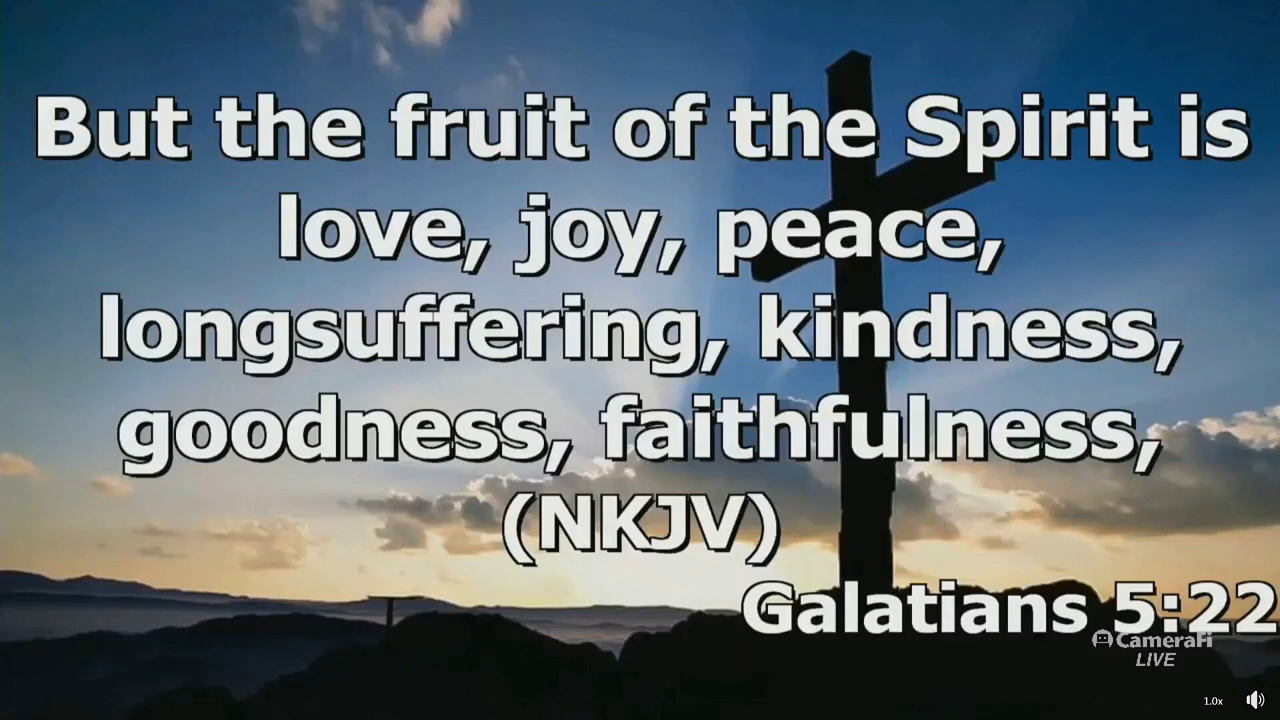 But the fruit of the Spirit is
love, joy, peace,
longsuffering, kindness,
goodness, faithfulness,
(NKJV)
Galatians 5:22
CameraFi
LIVE
1.0x